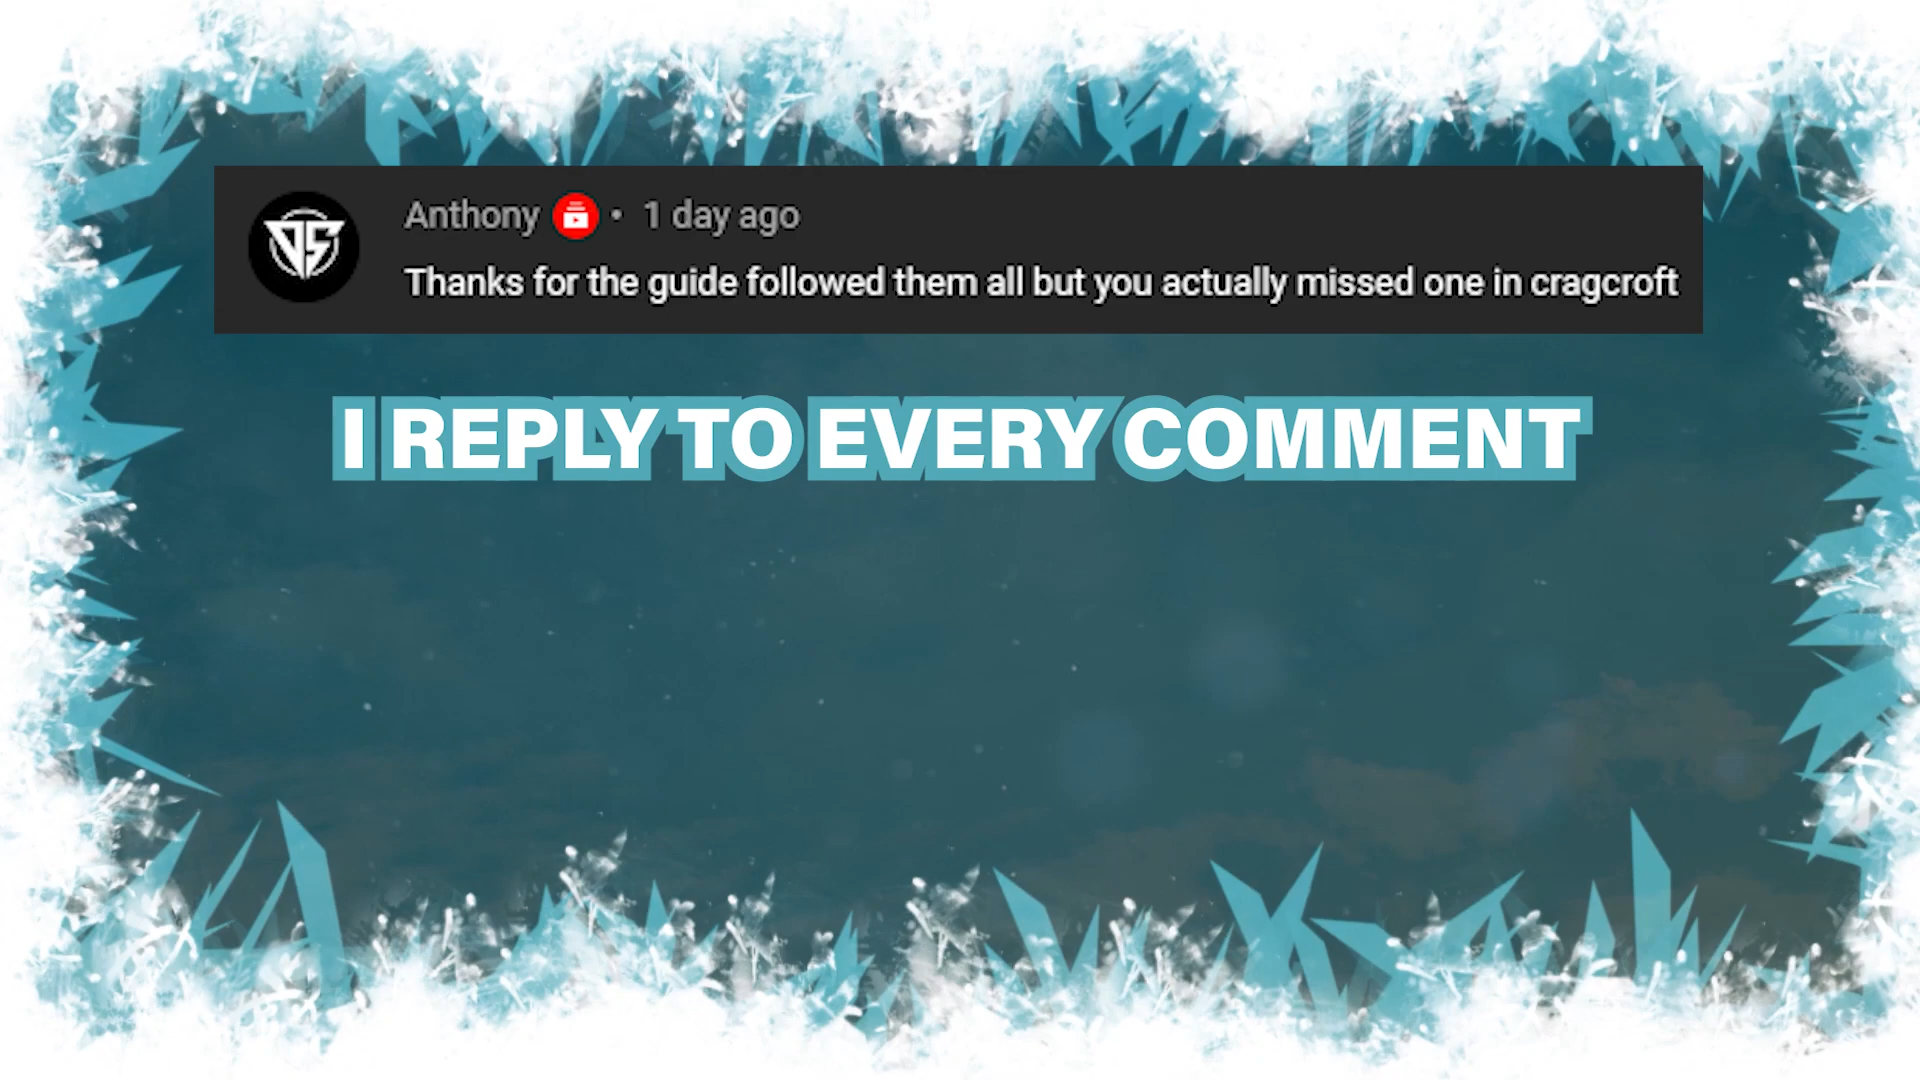 Anthony • 1 day ago
Thanks for the guide followed them all but you actually missed one in cragcroft
I REPLY TO EVERY COMMENT